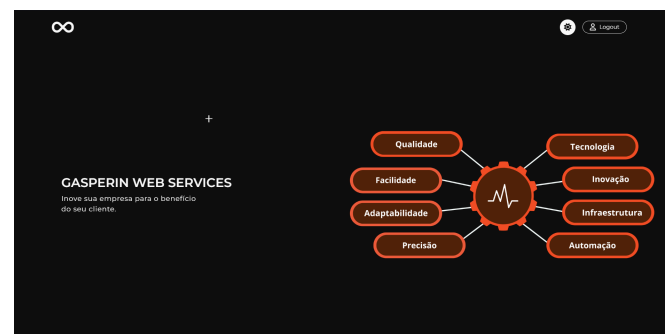 Logout
Qualidade
Tecnologia
Facilidade
Inovação
GASPERIN WEB SERVICES
Inove sua empresa para o benefício
do seu cliente.
Adaptabilidade
Infraestrutura
Precisão
Automação